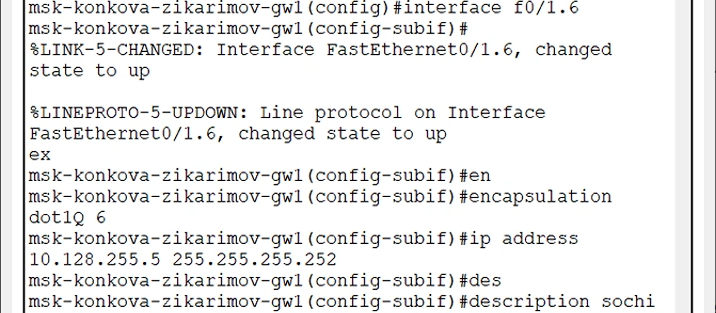 msk-konkova-zikarimov-gw1(config)#interface f0/1.6
msk-konkova-zikarimov-gw1(config-subif)#
%LINK-5-CHANGED: Interface FastEthernet0/1.6, changed
state to up
%LINEPROTO-5-UPDOWN: Line protocol on Interface
FastEthernet0/1.6, changed state to up
ex
msk-konkova-zikarimov-gw1(config-subif)#en
msk-konkova-zikarimov-gw1(config-subif)#encapsulation
dot1Q 6
msk-konkova-zikarimov-gw1(config-subif)#ip address
10.128.255.5 255.255.255.252
msk-konkova-zikarimov-gw1(config-subif)#des
msk-konkova-zikarimov-gw1(config-subif)#description sochi